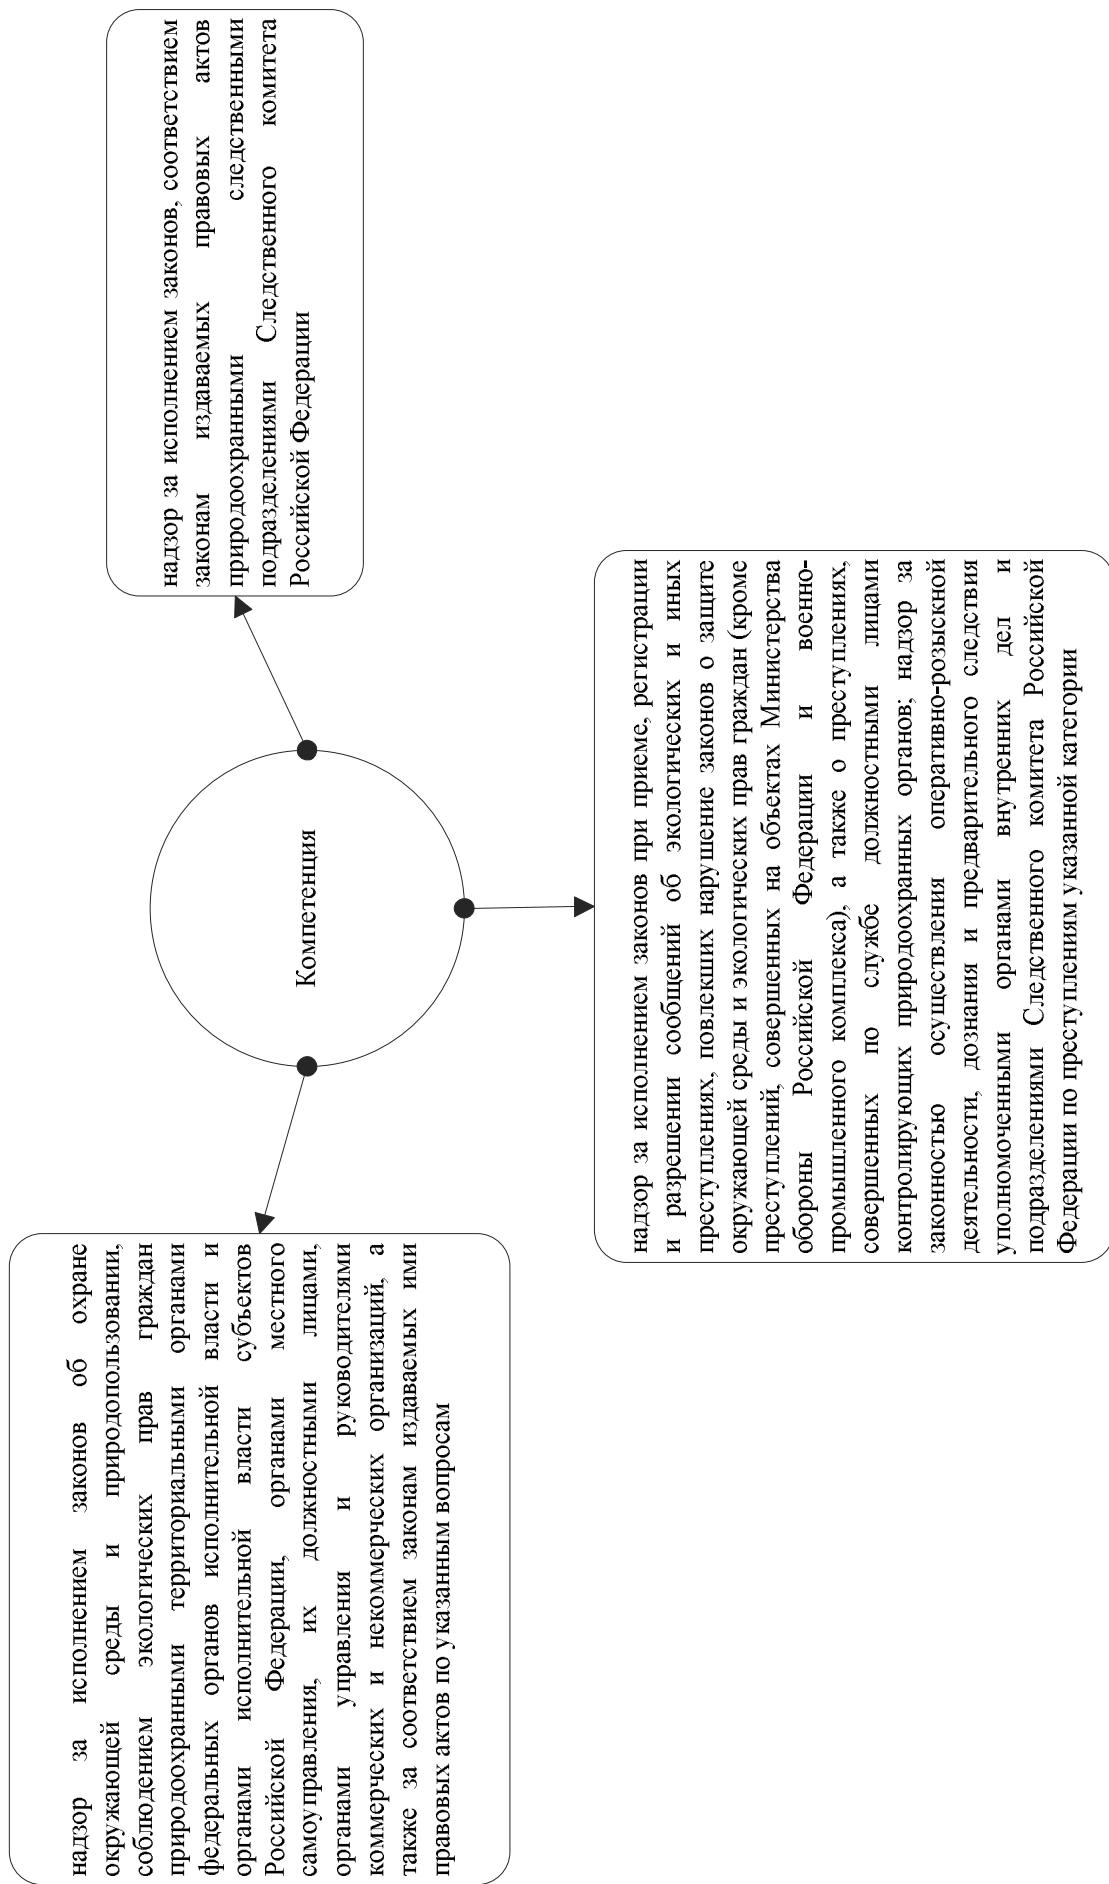 надзор за исполнением законов об охране
окружающей среды и природопользовании,
соблюдением экологических прав граждан
природоохранными территориальными органами
федеральных органов исполнительной власти и
органами исполнительной власти субъектов
Российской Федерации, органами местного
самоуправления, их должностными лицами,
органами управления и руководителями
коммерческих и некоммерческих организаций, а
также за соответствием законам издаваемых ими
правовых актов по указанным вопросам
Компетенция
надзор за исполнением законов, соответствием
законам издаваемых правовых актов
природоохранными следственными
подразделениями Следственного комитета
Российской Федерации
надзор за исполнением законов при приеме, регистрации
и разрешении сообщений об экологических и иных
преступлениях, повлекших нарушение законов о защите
окружающей среды и экологических прав граждан (кроме
преступлений, совершенных на объектах Министерства
обороны Российской Федерации и военно-
промышленного комплекса), а также о преступлениях,
совершенных по службе должностными лицами
контролирующих природоохранных органов; надзор за
законностью осуществления оперативно-розыскной
деятельности, дознания и предварительного следствия
уполномоченными органами внутренних дел и
подразделениями Следственного комитета Российской
Федерации по преступлениям указанной категории